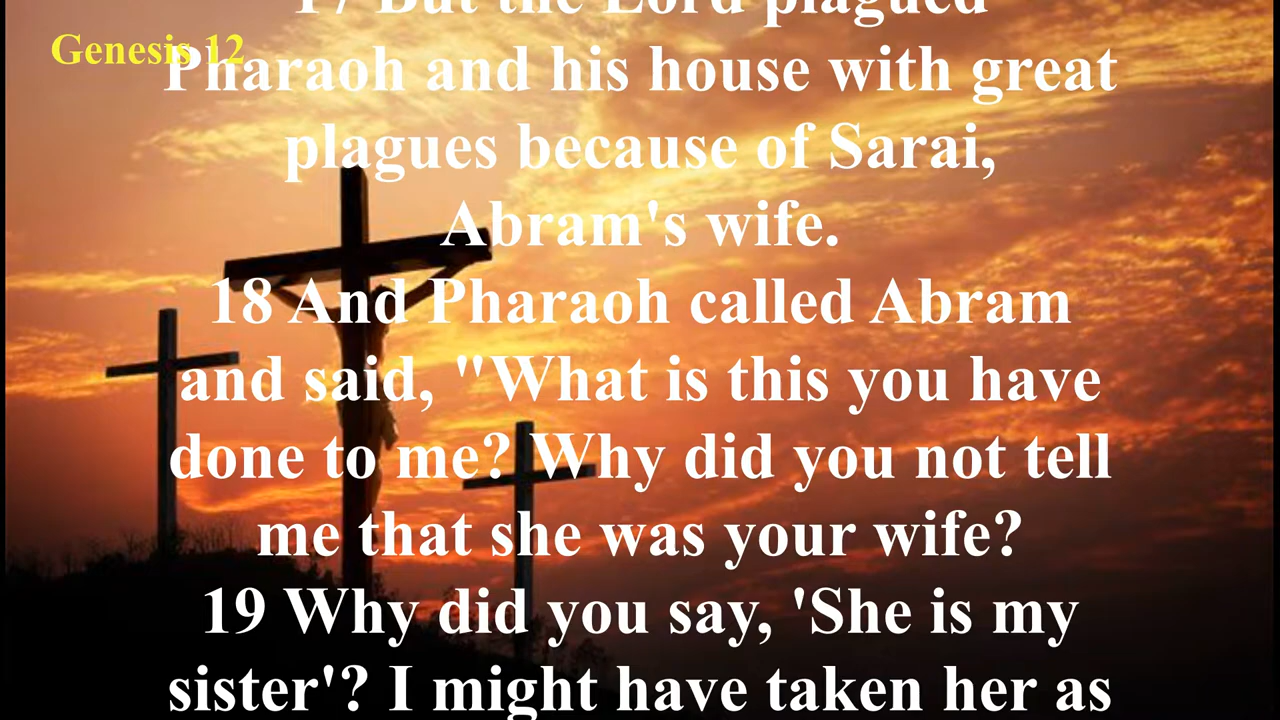 17 But the Lord plagued
Genesis 12
Pharaoh and his house with great
plagues because of Sarai,
Abram's wife.
18 And Pharaoh called Abram
and said, "What is this you have
done to me? Why did you not tell
me that she was your wife?
19 Why did you say, 'She is my
sister'? I might have taken her as